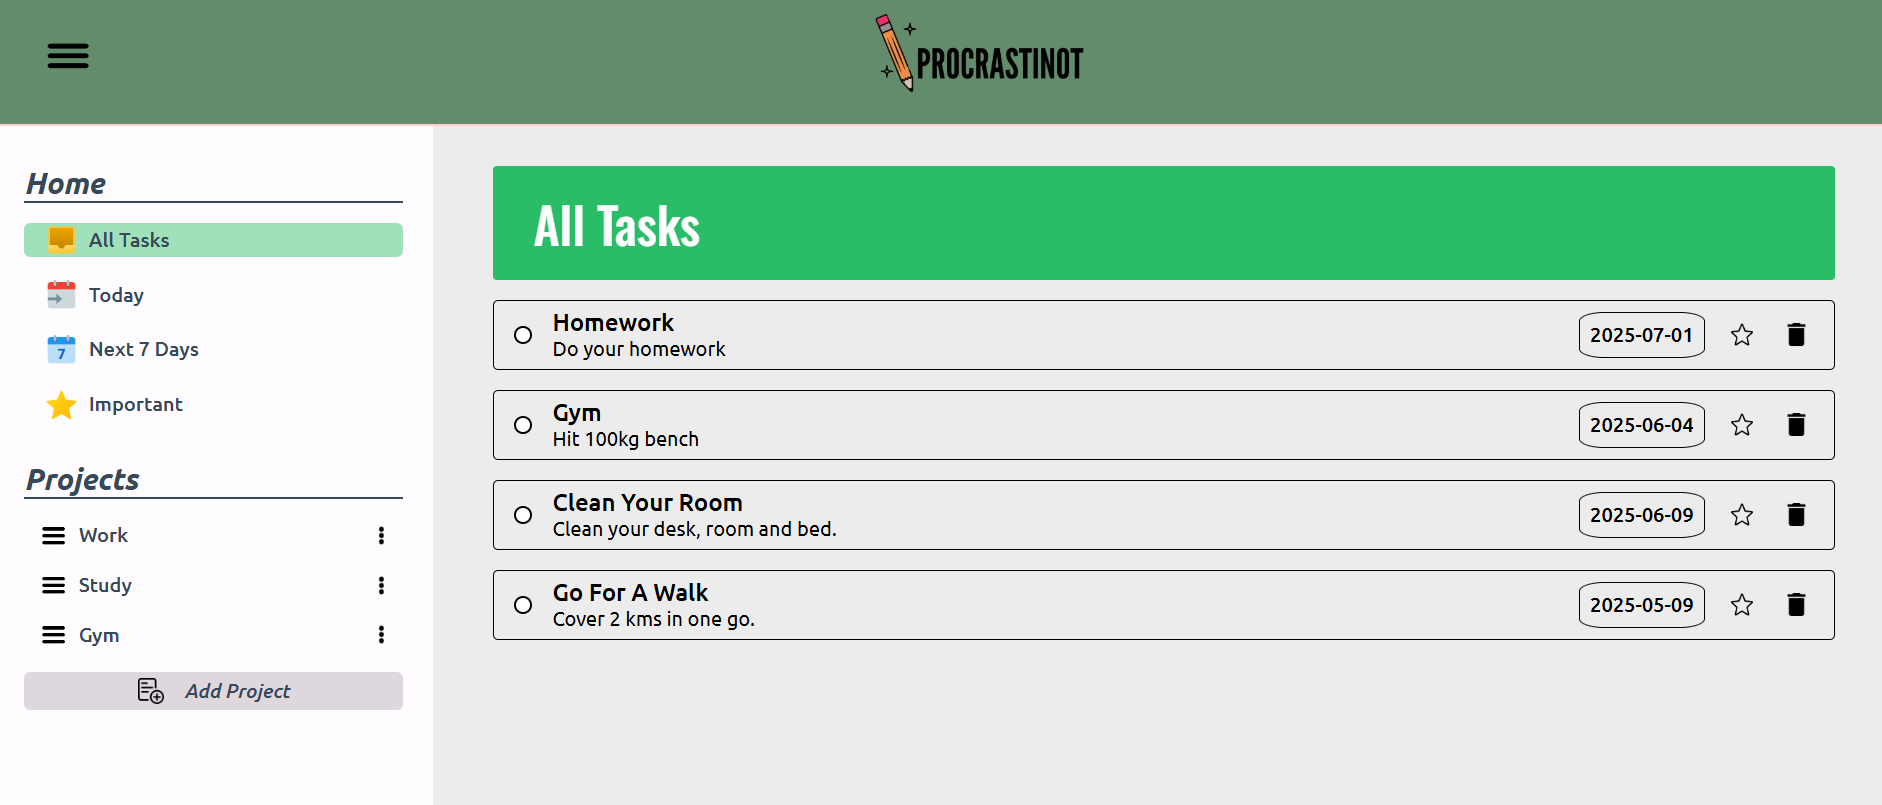 PROCRASTINOT
Home
All Tasks
Today
7 Next 7 Days
Important
Projects
Work
Study
Gym
Add Project
All Tasks
Homework
Do your homework
2025-07-01
Gym
Hit 100kg bench
2025-06-04
Clean Your Room
Clean your desk, room and bed.
2025-06-09
Go For A Walk
Cover 2 kms in one go.
2025-05-09